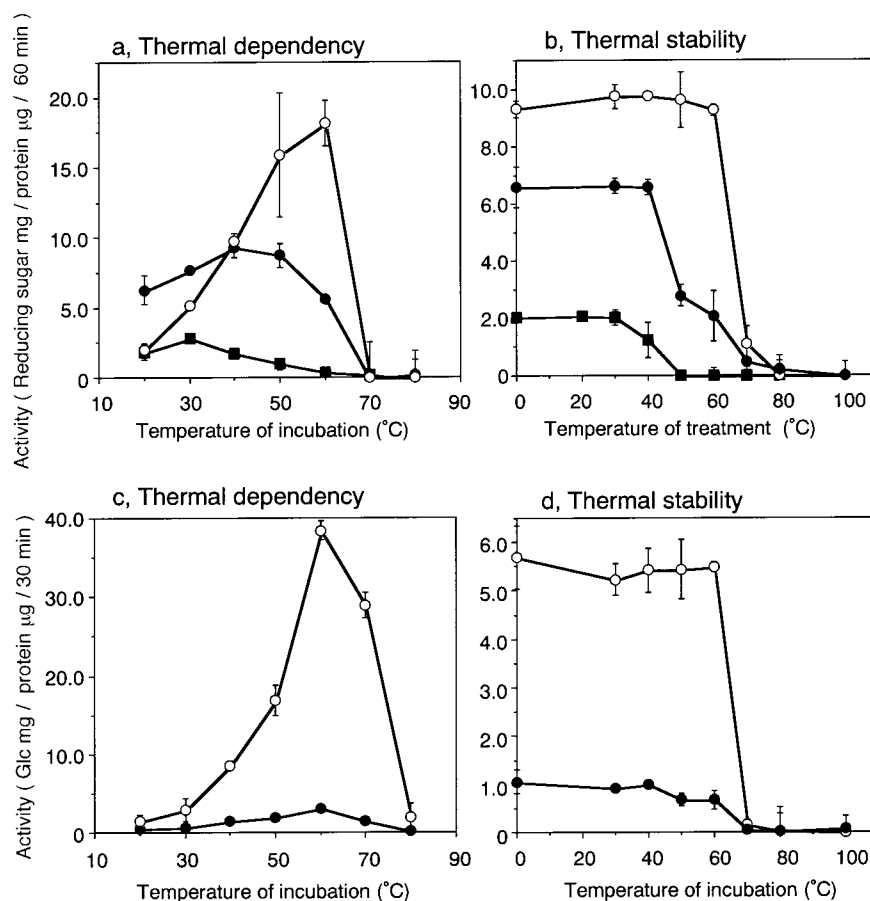 a, Thermal dependency
b, Thermal stability
Activity ( Reducing sugar mg / protein µg / 60 min )
20.0
15.0
10.0
5.0
0
10 30 50 70 90
Temperature of incubation (˚C)
10.0
8.0
6.0
4.0
2.0
0
0 20 40 60 80 100
Temperature of treatment (˚C)
c, Thermal dependency
d, Thermal stability
Activity ( Glc mg / protein µg / 30 min )
40.0
30.0
20.0
10.0
0
10 30 50 70 90
Temperature of incubation (˚C)
6.0
5.0
4.0
3.0
2.0
1.0
0
0 20 40 60 80 100
Temperature of incubation (˚C)